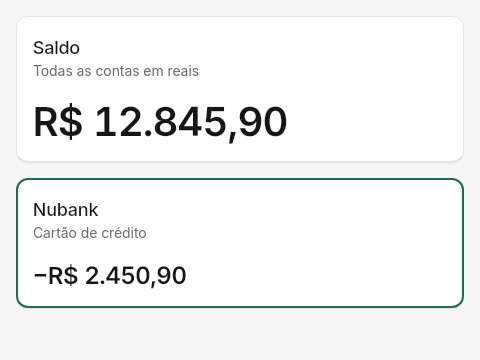 Saldo
Todas as contas em reais
R$ 12.845,90
Nubank
Cartão de crédito
−R$ 2.450,90